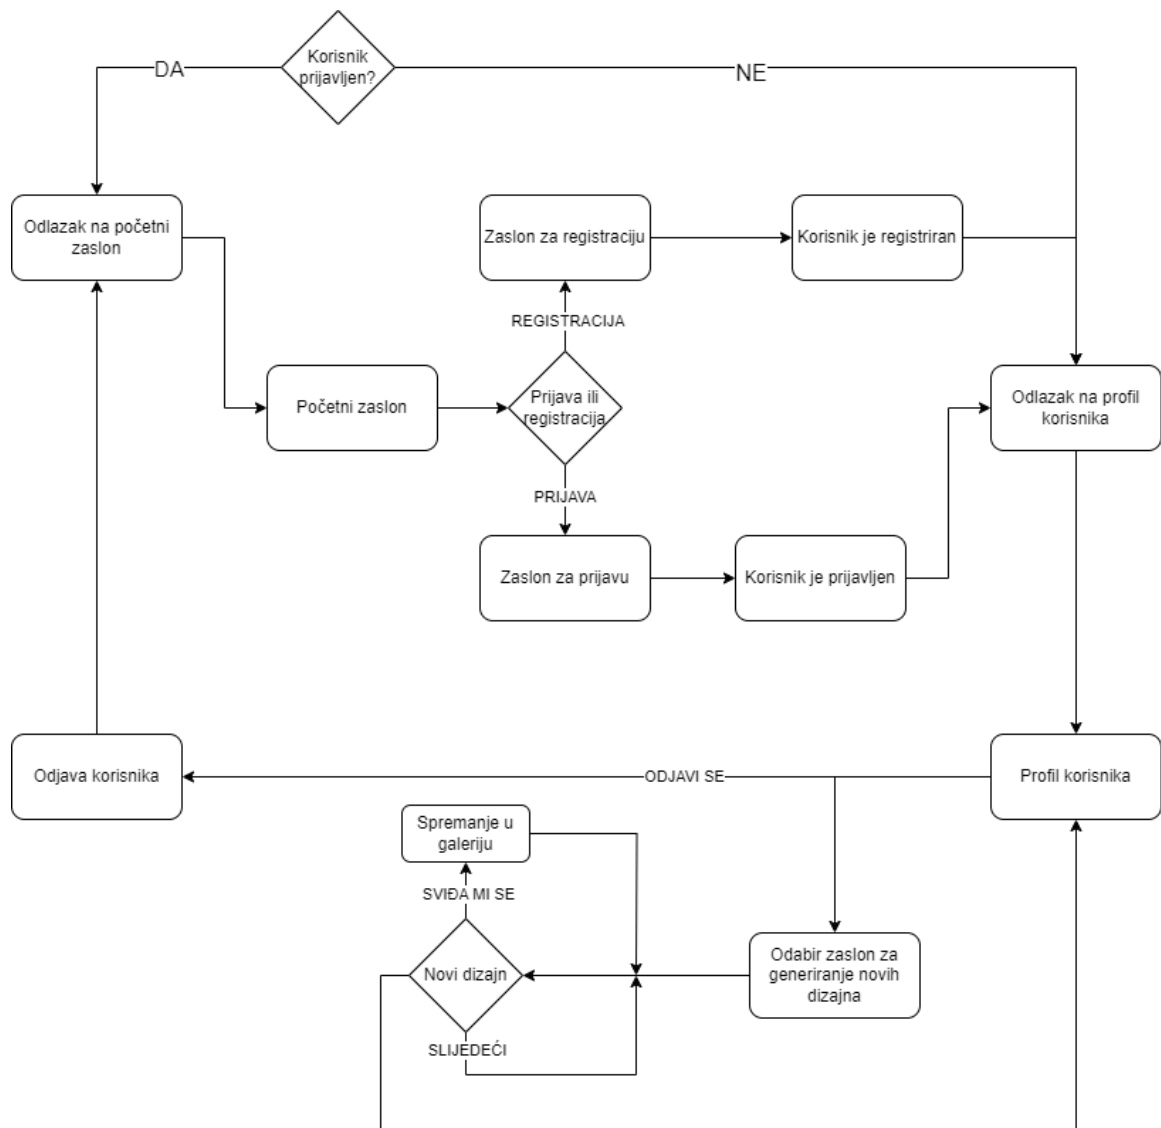 Korisnik
prijavljen?
DA
NE
Odlazak na početni
zaslon
Zaslon za registraciju
Korisnik je registriran
REGISTRACIJA
Početni zaslon
Prijava ili
registracija
Odlazak na profil
korisnika
PRIJAVA
Zaslon za prijavu
Korisnik je prijavljen
Odjava korisnika
ODJAVI SE
Profil korisnika
Spremanje u
galeriju
SVIĐA MI SE
Novi dizajn
Odabir zaslon za
generiranje novih
dizajna
SLIJEDEĆI